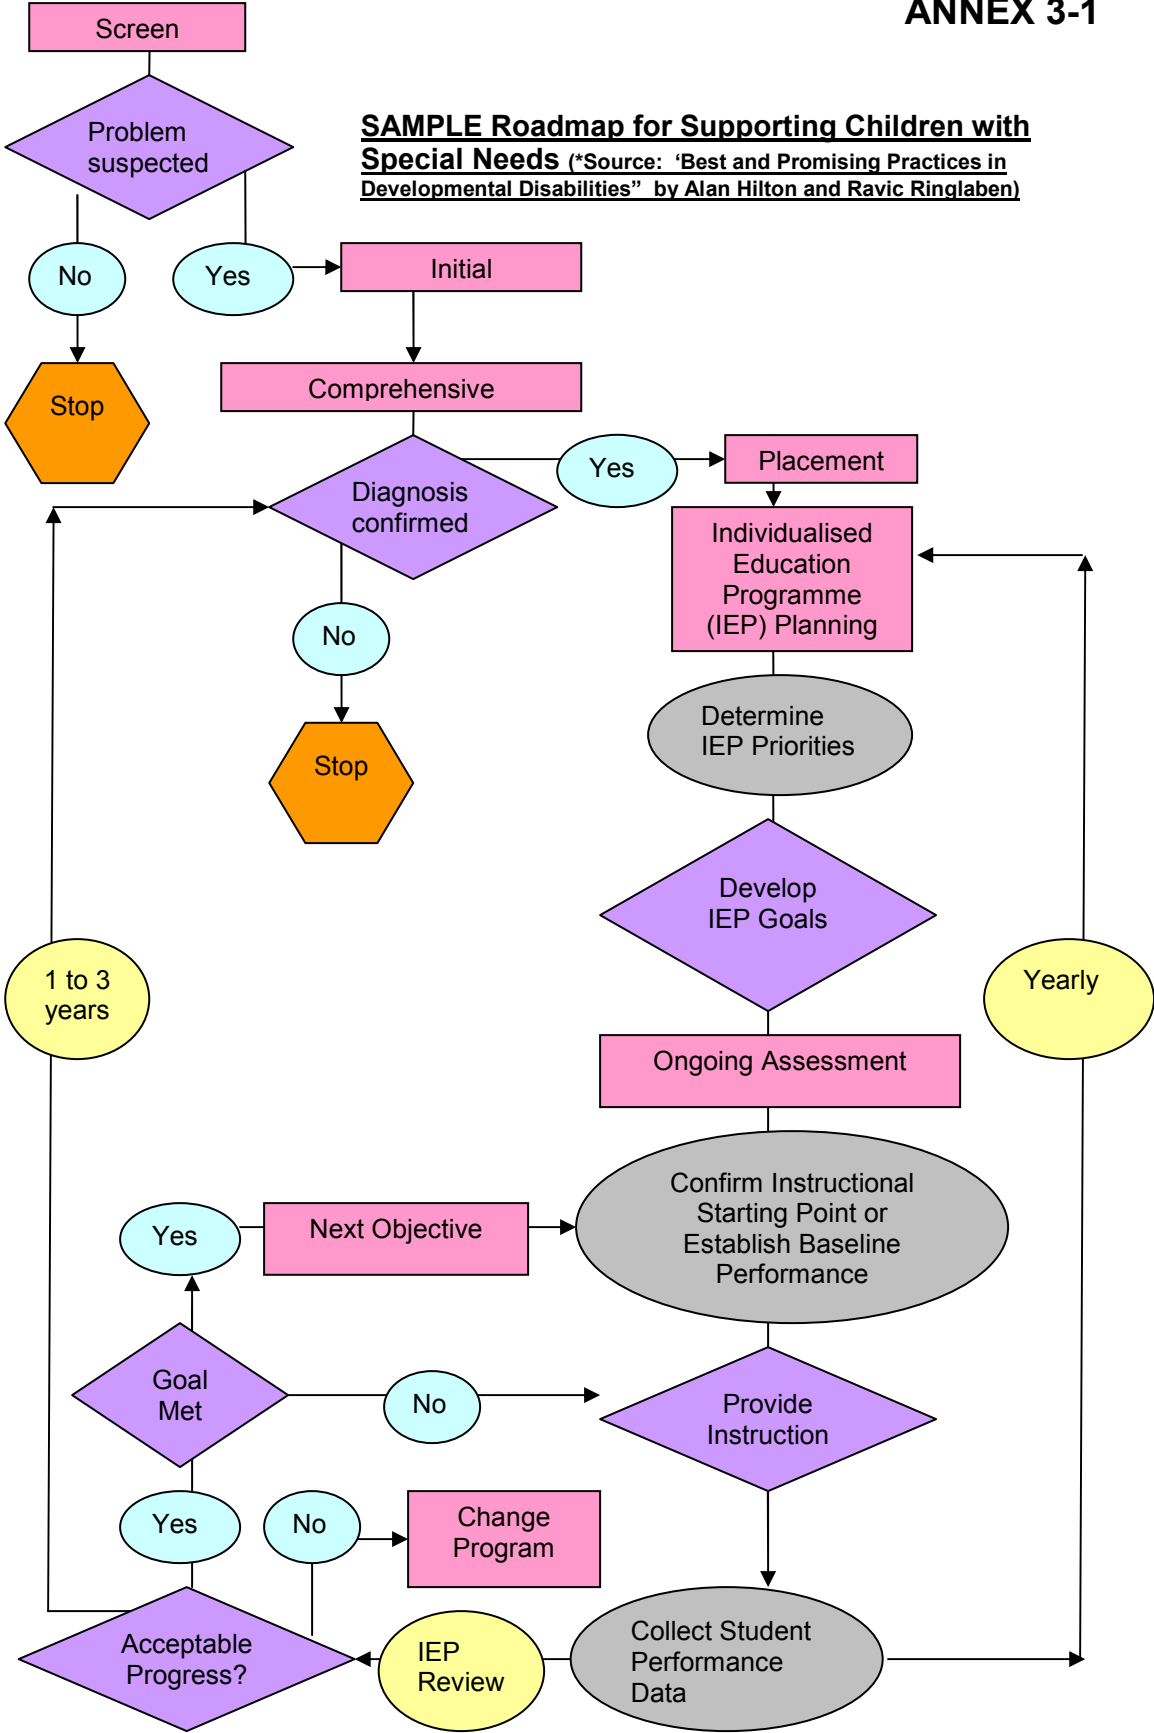 ANNEX 3-1
Screen
Problem
suspected
SAMPLE Roadmap for Supporting Children with
Special Needs (*Source:  ‘Best and Promising Practices in
Developmental Disabilities”  by Alan Hilton and Ravic Ringlaben)
No
Yes
Initial
Stop
Comprehensive
Yes
Placement
Diagnosis
confirmed
Individualised
Education
Programme
(IEP) Planning
No
Stop
Determine
IEP Priorities
Develop
IEP Goals
1 to 3
years
Yearly
Ongoing Assessment
Confirm Instructional
Starting Point or
Establish Baseline
Performance
Yes
Next Objective
Goal
Met
No
Provide
Instruction
Yes
No
Change
Program
Acceptable
Progress?
IEP
Review
Collect Student
Performance
Data